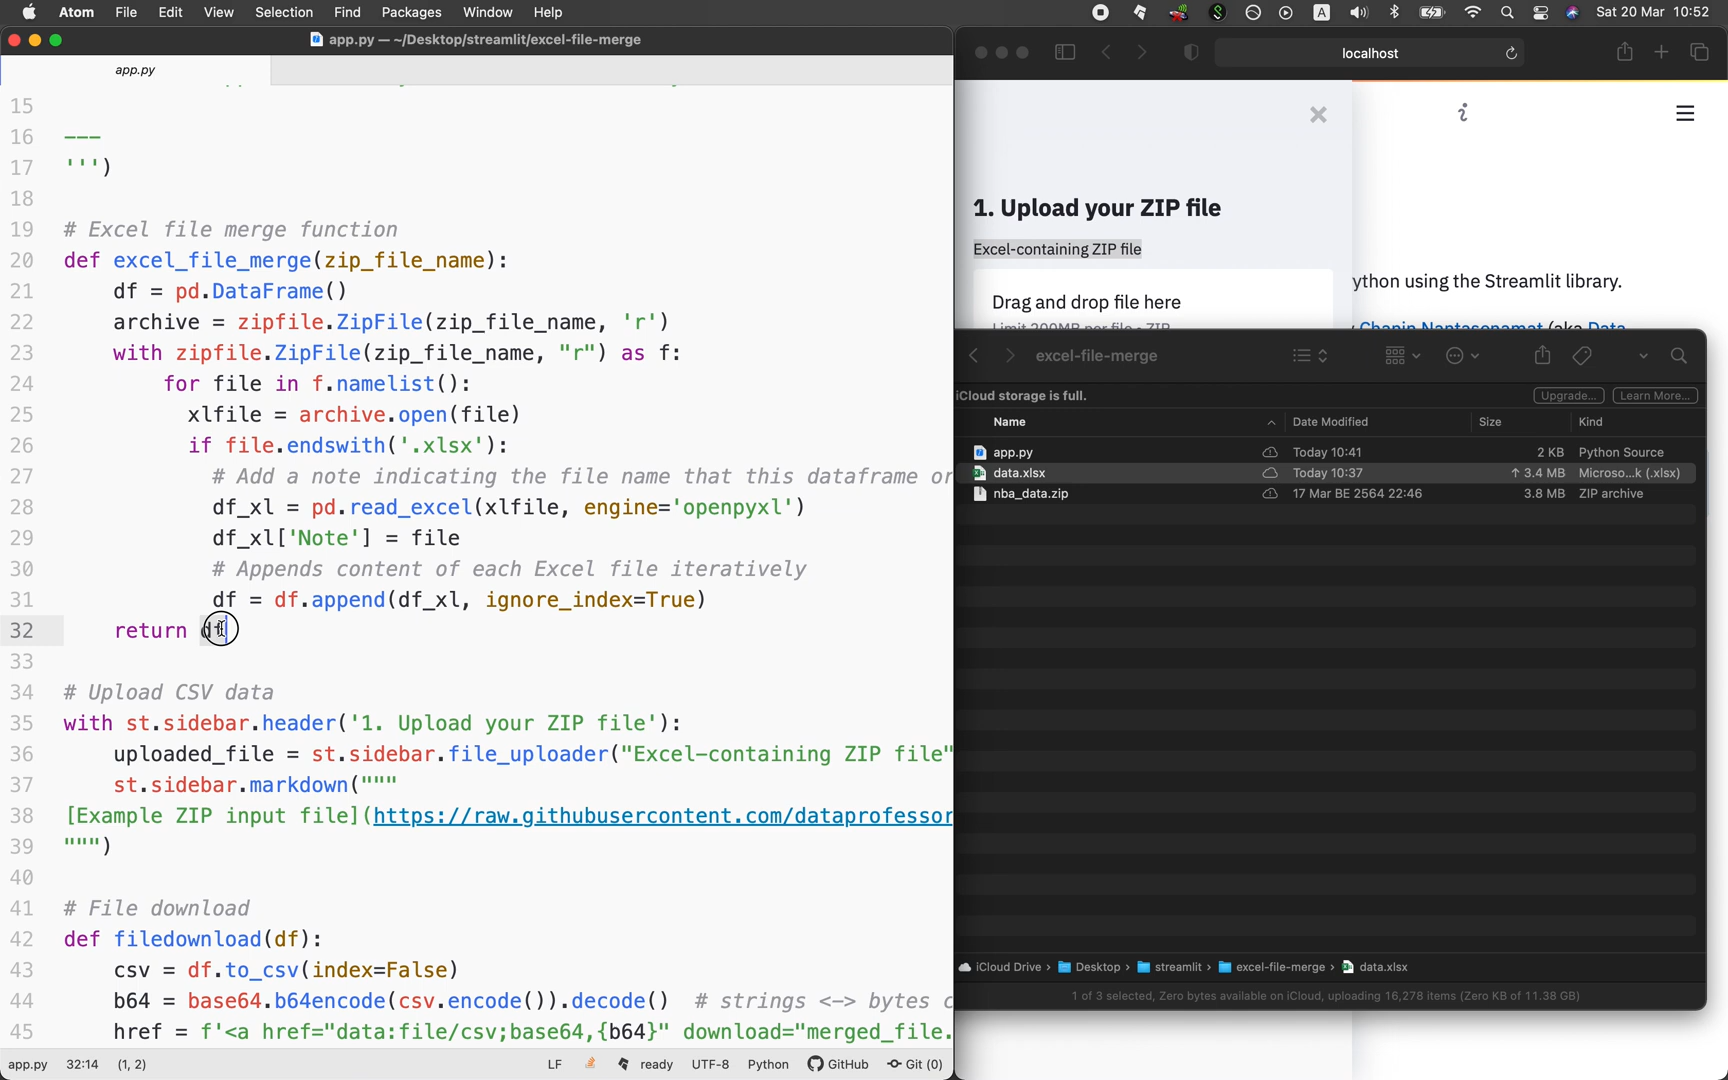 Atom File Edit View Selection Find Packages Window Help
A Sat 20 Mar 10:52
app.py — ~/Desktop/streamlit/excel-file-merge
app.py
15
16 ---
17 ''')
18
19 # Excel file merge function
20 def excel_file_merge(zip_file_name):
21 df = pd.DataFrame()
22 archive = zipfile.ZipFile(zip_file_name, 'r')
23 with zipfile.ZipFile(zip_file_name, "r") as f:
24 for file in f.namelist():
25 xlfile = archive.open(file)
26 if file.endswith('.xlsx'):
27 # Add a note indicating the file name that this dataframe or
28 df_xl = pd.read_excel(xlfile, engine='openpyxl')
29 df_xl['Note'] = file
30 # Appends content of each Excel file iteratively
31 df = df.append(df_xl, ignore_index=True)
32 return df
33
34 # Upload CSV data
35 with st.sidebar.header('1. Upload your ZIP file'):
36 uploaded_file = st.sidebar.file_uploader("Excel-containing ZIP file"
37 st.sidebar.markdown("""
38 [Example ZIP input file](https://raw.githubusercontent.com/dataprofessor
39 """)
40
41 # File download
42 def filedownload(df):
43 csv = df.to_csv(index=False)
44 b64 = base64.b64encode(csv.encode()).decode() # strings <-> bytes c
45 href = f'<a href="data:file/csv;base64,{b64}" download="merged_file.
app.py 32:14 (1, 2) LF ready UTF-8 Python GitHub Git (0)
localhost
1. Upload your ZIP file
Excel-containing ZIP file
Drag and drop file here
Limit 200MB per file • ZIP
ython using the Streamlit library.
Chanin Nantasenamat (aka Data
excel-file-merge
iCloud storage is full. Upgrade... Learn More...
Name Date Modified Size Kind
app.py Today 10:41 2 KB Python Source
data.xlsx Today 10:37 ↑ 3.4 MB Microso...k (.xlsx)
nba_data.zip 17 Mar BE 2564 22:46 3.8 MB ZIP archive
iCloud Drive › Desktop › streamlit › excel-file-merge › data.xlsx
1 of 3 selected, Zero bytes available on iCloud, uploading 16,278 items (Zero KB of 11.38 GB)